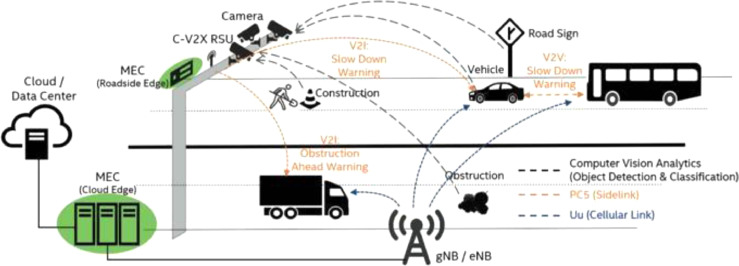 Camera
C-V2X RSU
Road Sign
V2I:
Slow Down
Warning
Vehicle
V2V:
Slow Down
Warning
MEC
(Roadside Edge)
Cloud /
Data Center
Construction
V2I:
Obstruction
Ahead Warning
MEC
(Cloud Edge)
Obstruction
Computer Vision Analytics
(Object Detection & Classification)
PC5 (Sidelink)
Uu (Cellular Link)
gNB / eNB